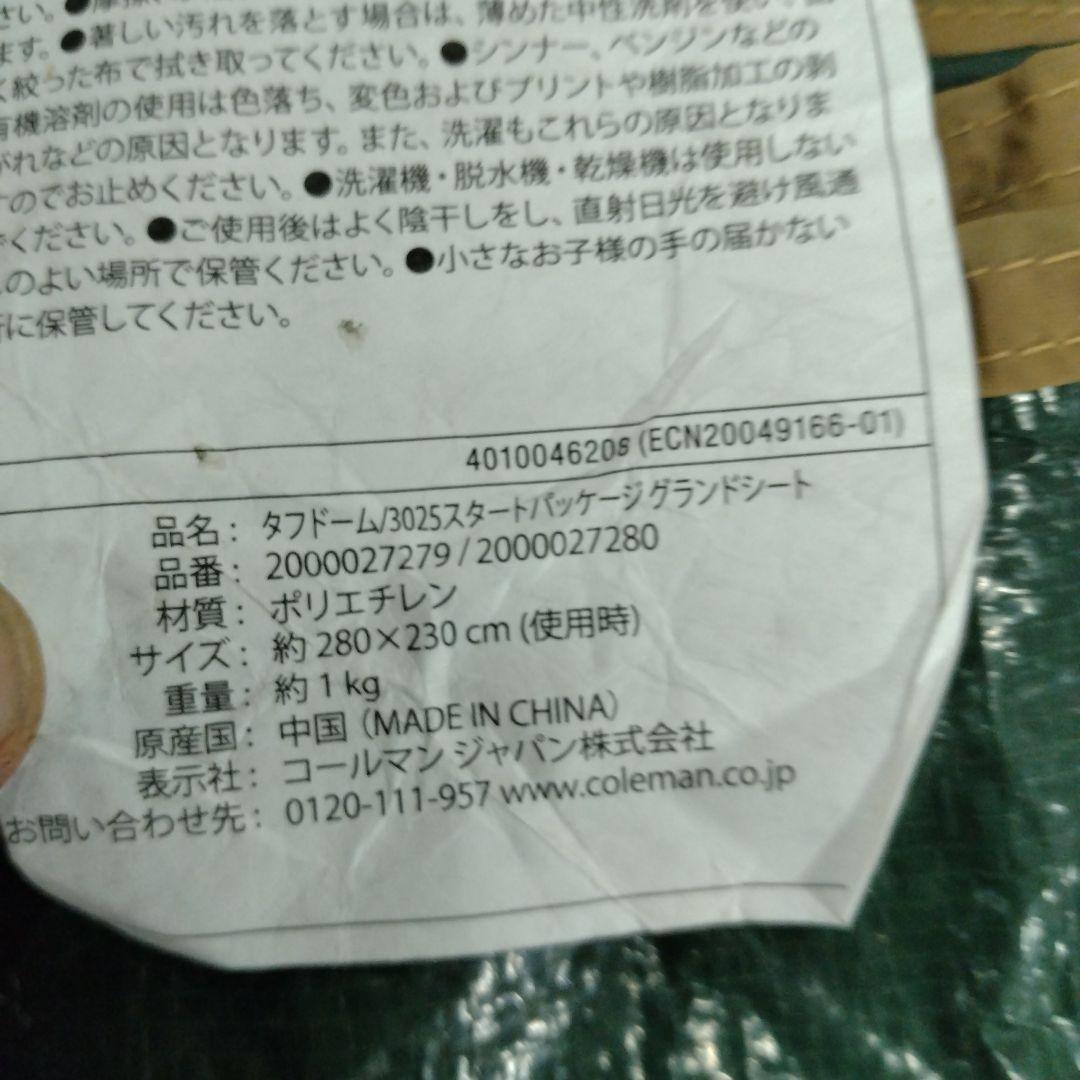 さい。●摩擦
ます。●著しい汚れを落とす場合は、薄めた中性洗剤を使い、
く絞った布で拭き取ってください。●シンナー、ベンジンなどの
有機溶剤の使用は色落ち、変色およびプリントや樹脂加工の剥
がれなどの原因となります。また、洗濯もこれらの原因となりま
すのでお止めください。●洗濯機・脱水機・乾燥機は使用しない
でください。●ご使用後はよく陰干しをし、直射日光を避け風通
しのよい場所で保管ください。●小さなお子様の手の届かない
所に保管してください。
4010046208 (ECN20049166-01)
品名: タフドーム/3025スタートパッケージ グランドシート
品番: 2000027279 / 2000027280
材質: ポリエチレン
サイズ: 約 280×230 cm (使用時)
重量: 約 1 kg
原産国: 中国 (MADE IN CHINA)
表示社: コールマン ジャパン株式会社
お問い合わせ先: 0120-111-957 www.coleman.co.jp